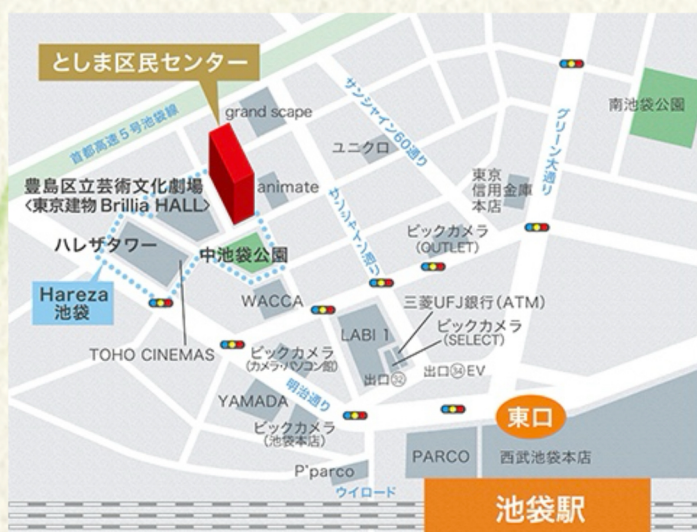 としま区民センター
grand scape
首都高速5号池袋線
サンシャイン60通り
グリーン大通り
南池袋公園
ユニクロ
豊島区立芸術文化劇場
〈東京建物 Brillia HALL〉
animate
サンシャイン通り
東京
信用金庫
本店
ハレザタワー
中池袋公園
ビックカメラ
(OUTLET)
Hareza
池袋
WACCA
三菱UFJ銀行(ATM)
LABI 1
ビックカメラ
(SELECT)
TOHO CINEMAS
ビックカメラ
(カメラ・パソコン館)
出口㉜
出口㉞EV
明治通り
YAMADA
ビックカメラ
(池袋本店)
東口
PARCO
西武池袋本店
P'parco
ウイロード
池袋駅